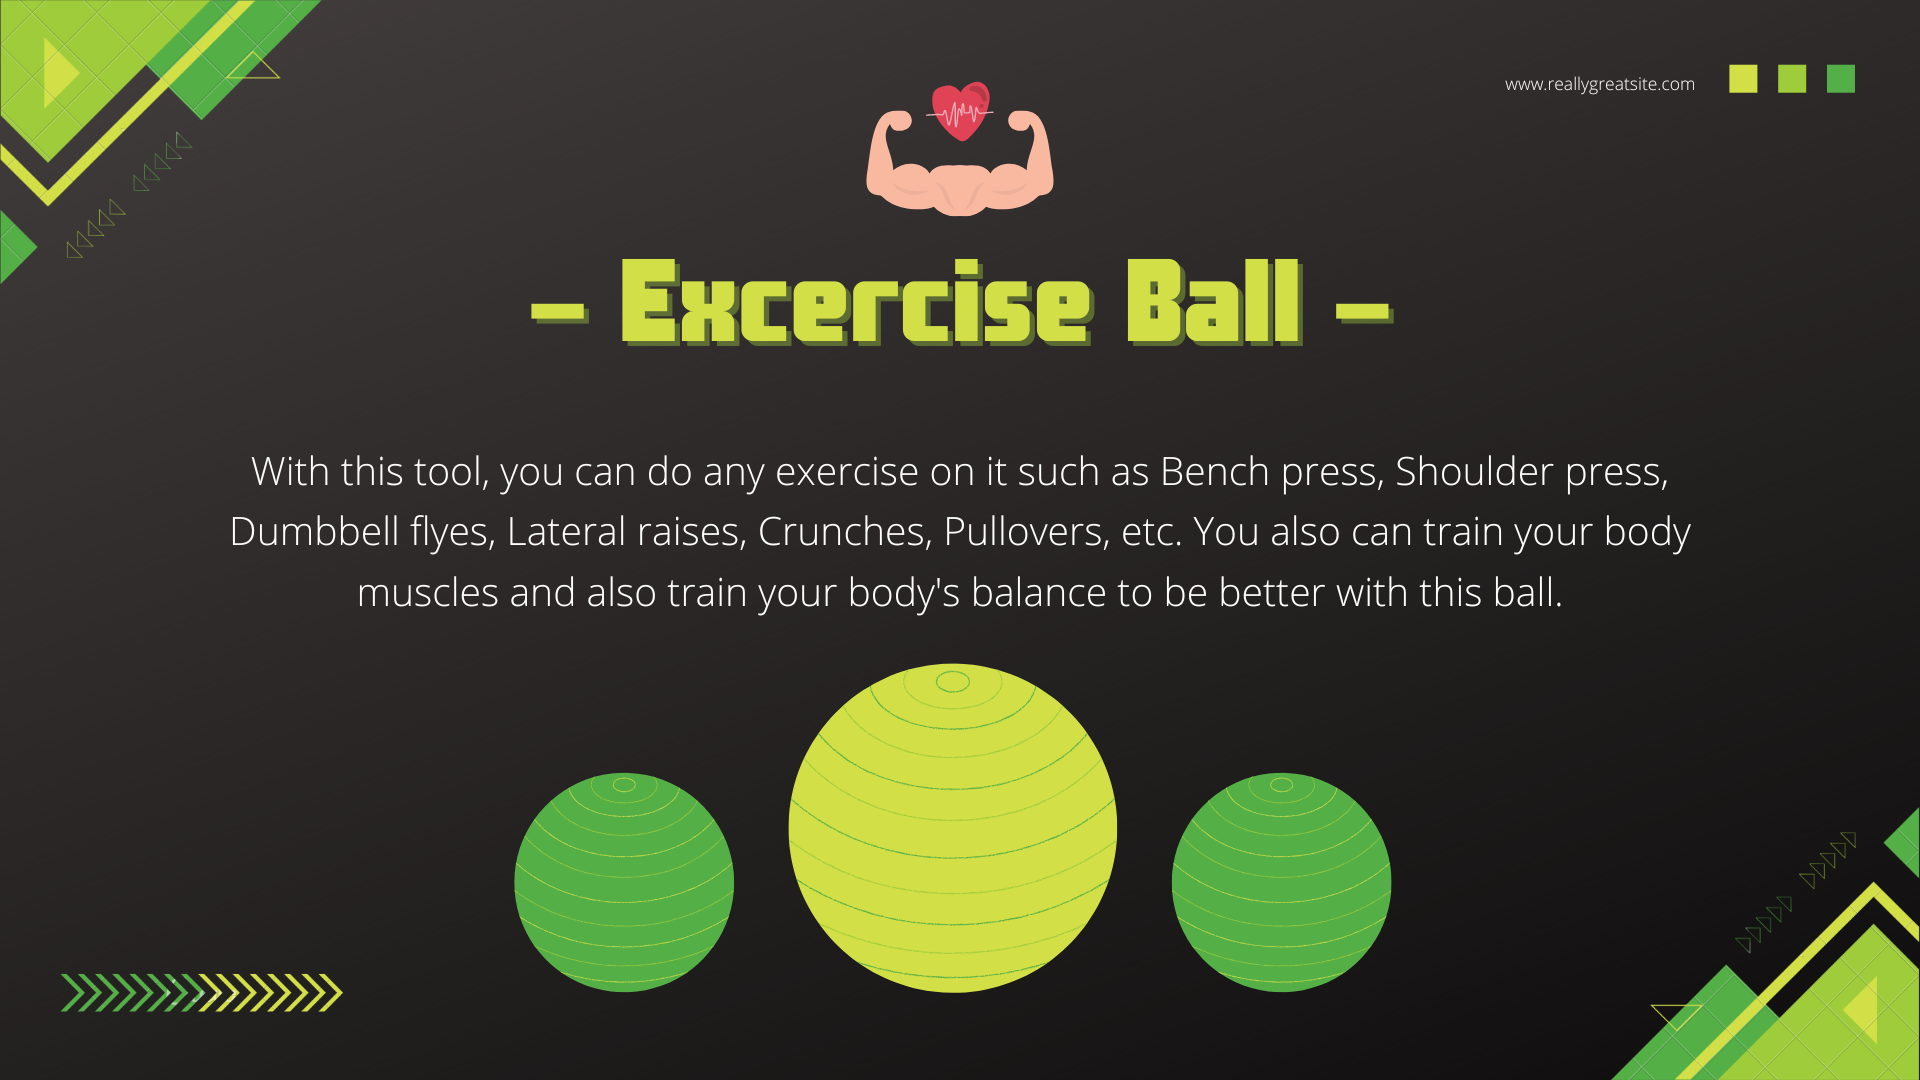 www.reallygreatsite.com
- Excercise Ball -
With this tool, you can do any exercise on it such as Bench press, Shoulder press,
Dumbbell flyes, Lateral raises, Crunches, Pullovers, etc. You also can train your body
muscles and also train your body's balance to be better with this ball.